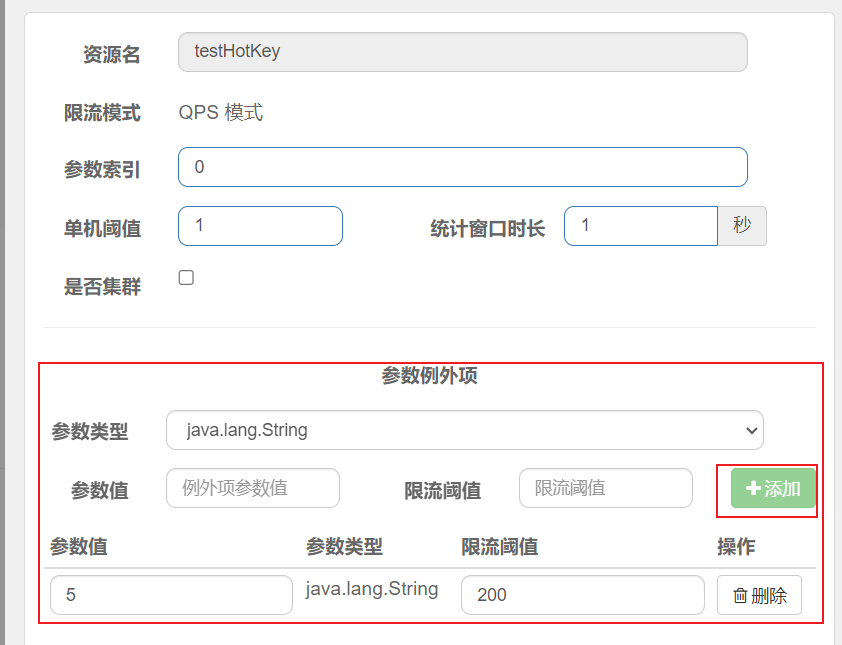 资源名 testHotKey
限流模式 QPS 模式
参数索引 0
单机阈值 1 统计窗口时长 1 秒
是否集群
参数例外项
参数类型 java.lang.String
参数值 例外项参数值 限流阈值 限流阈值 添加
参数值 参数类型 限流阈值 操作
5 java.lang.String 200 删除